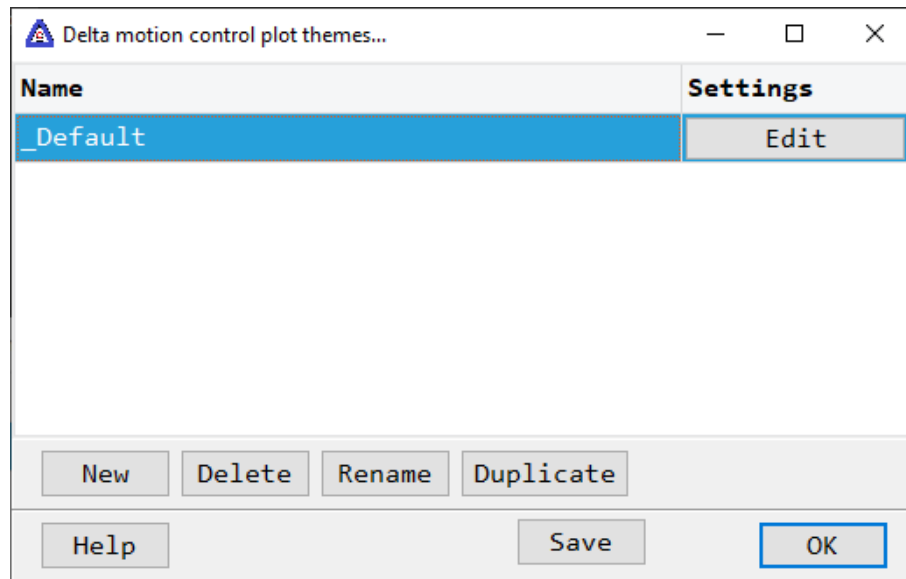 Delta motion control plot themes...
Name Settings
_Default Edit
New Delete Rename Duplicate
Help Save OK